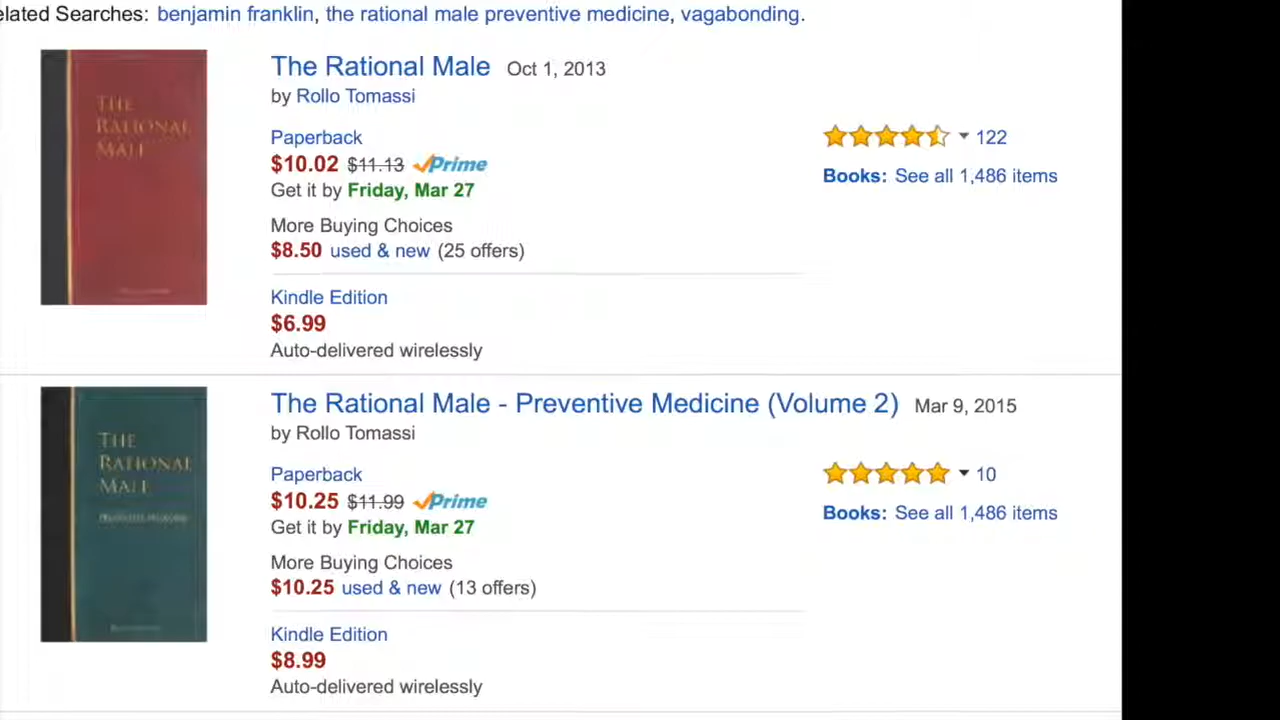 elated Searches: benjamin franklin, the rational male preventive medicine, vagabonding.
THE
RATIONAL
MALE
The Rational Male Oct 1, 2013
by Rollo Tomassi
Paperback
$10.02 $11.13 Prime
Get it by Friday, Mar 27
More Buying Choices
$8.50 used & new (25 offers)
Kindle Edition
$6.99
Auto-delivered wirelessly
122
Books: See all 1,486 items
THE
RATIONAL
MALE
PREVENTIVE MEDICINE
The Rational Male - Preventive Medicine (Volume 2) Mar 9, 2015
by Rollo Tomassi
Paperback
$10.25 $11.99 Prime
Get it by Friday, Mar 27
More Buying Choices
$10.25 used & new (13 offers)
Kindle Edition
$8.99
Auto-delivered wirelessly
10
Books: See all 1,486 items